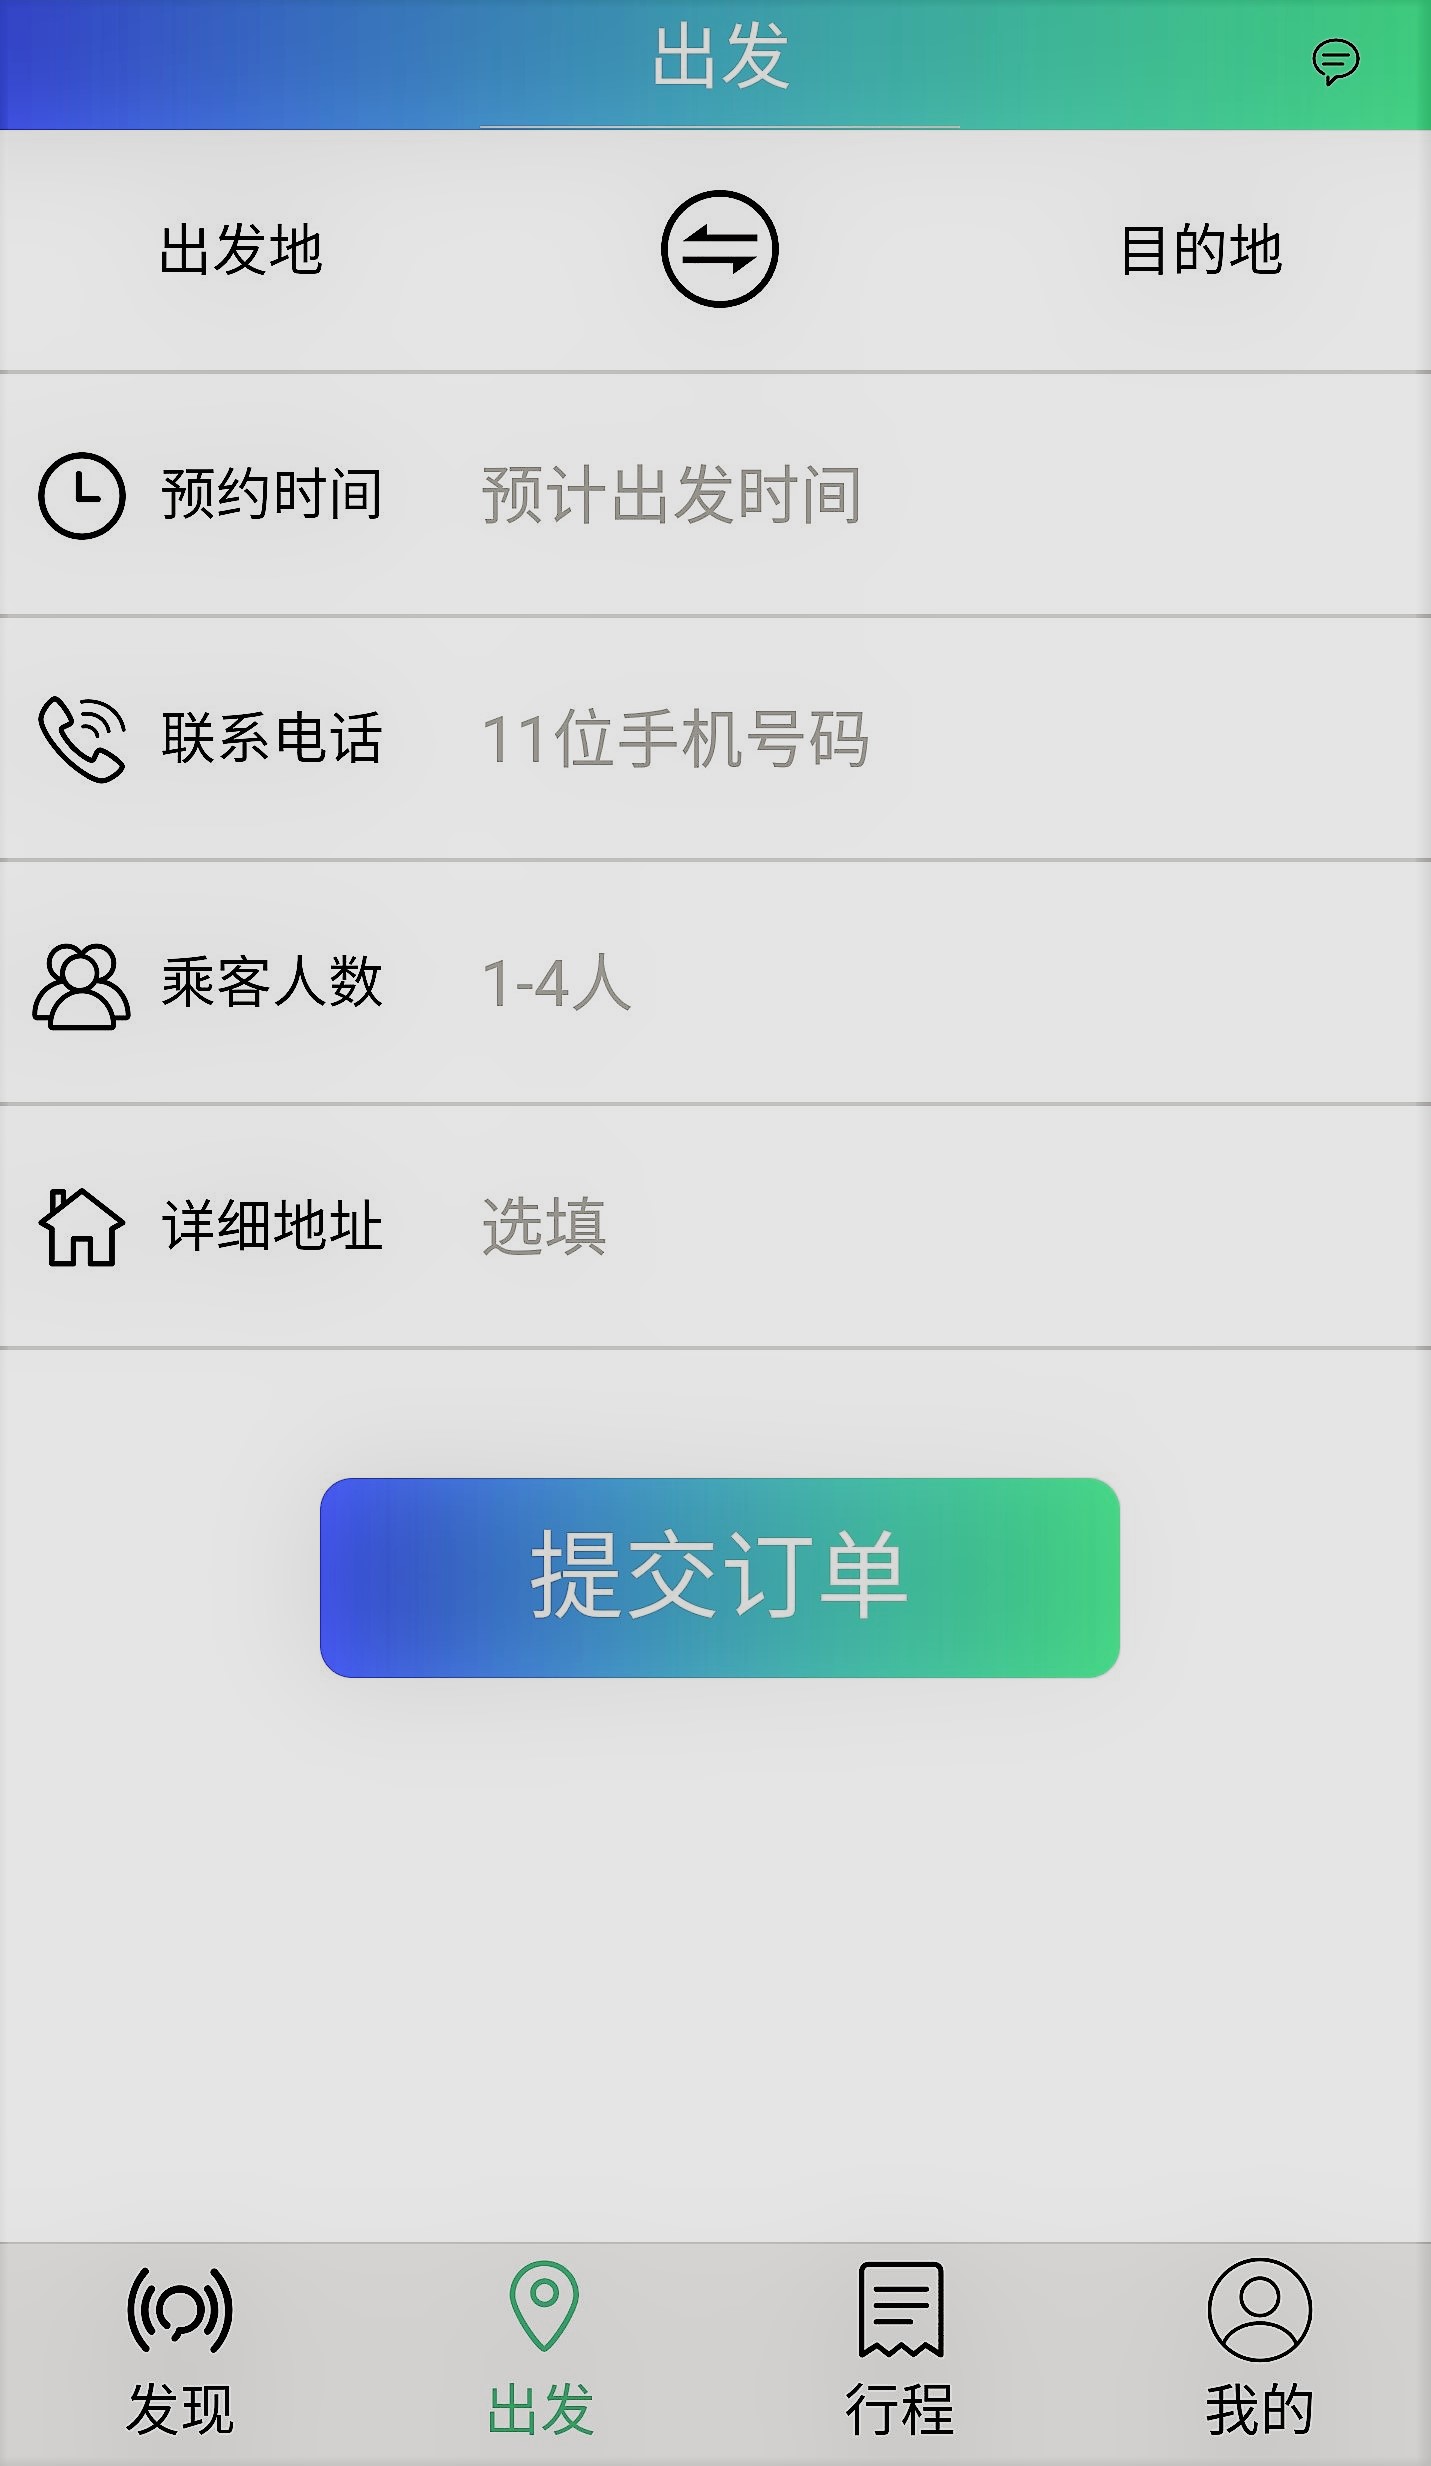 出发
出发地 目的地
预约时间 预计出发时间
联系电话 11位手机号码
乘客人数 1-4人
详细地址 选填
提交订单
发现 出发 行程 我的